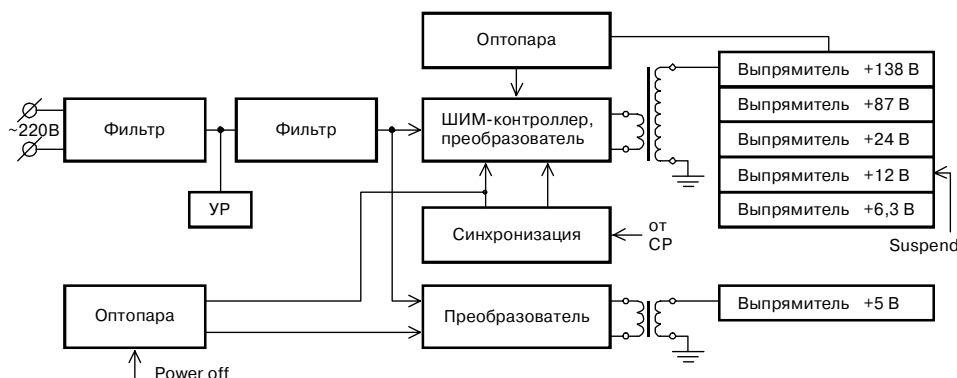 Оптопара
Выпрямитель +138 В
Выпрямитель +87 В
Выпрямитель +24 В
Выпрямитель +12 В
Выпрямитель +6,3 В
~220В
Фильтр
Фильтр
ШИМ-контроллер,
преобразователь
УР
Синхронизация
от
СР
Suspend
Оптопара
Преобразователь
Выпрямитель +5 В
Power off